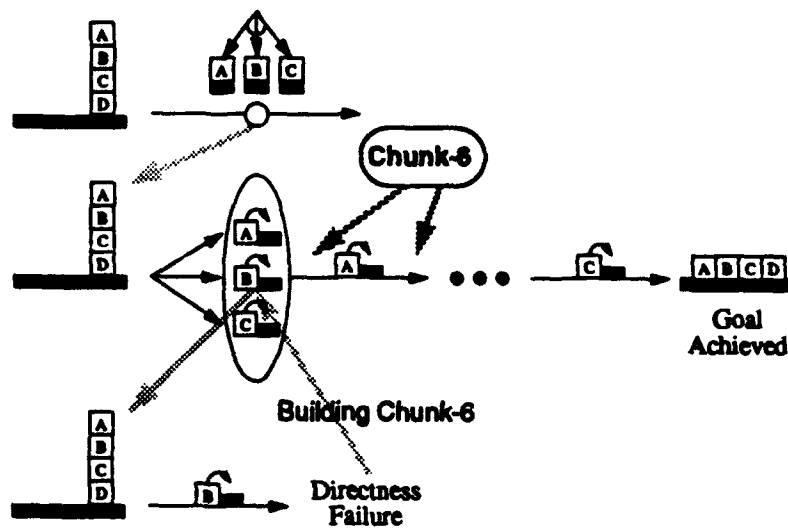 A
B
C
D
A B C
Chunk-6
A
B
C
D
A
B
C
A
C
A B C D
Goal
Achieved
Building Chunk-6
A
B
C
D
B
Directness
Failure